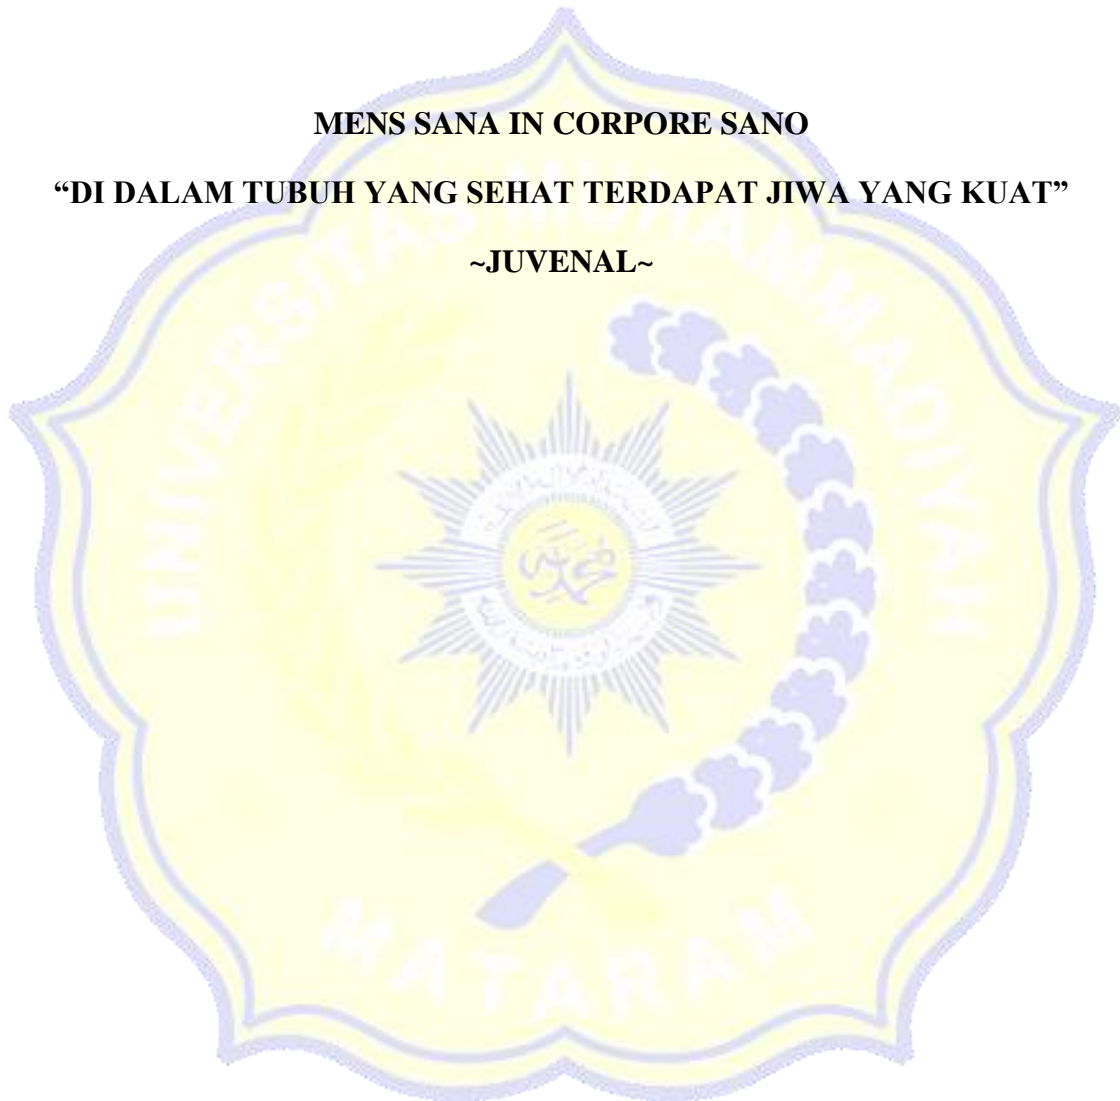 MENS SANA IN CORPORE SANO
“DI DALAM TUBUH YANG SEHAT TERDAPAT JIWA YANG KUAT”
~JUVENAL~
UNIVERSITAS MUHAMMADIYAH
MATARAM